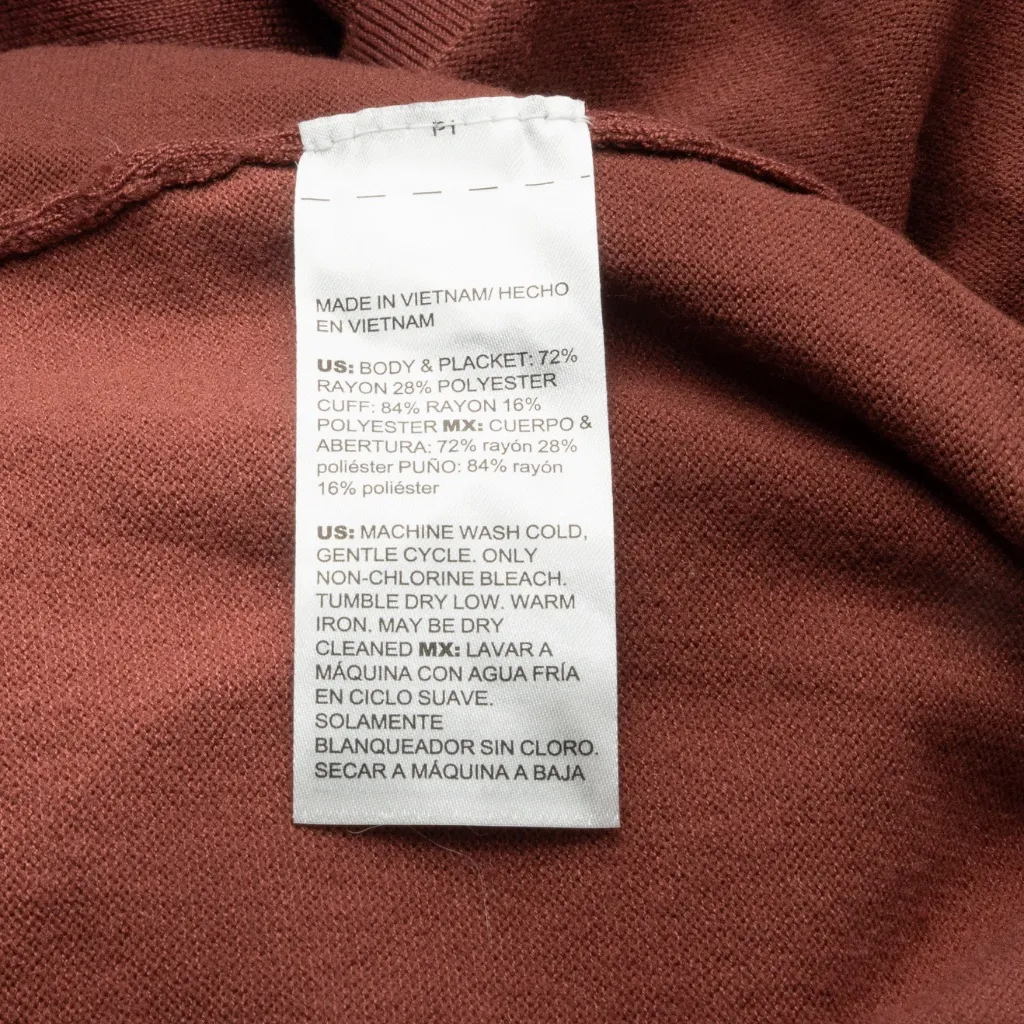 MADE IN VIETNAM/ HECHO
EN VIETNAM
US: BODY & PLACKET: 72%
RAYON 28% POLYESTER
CUFF: 84% RAYON 16%
POLYESTER MX: CUERPO &
ABERTURA: 72% rayón 28%
poliéster PUÑO: 84% rayón
16% poliéster
US: MACHINE WASH COLD,
GENTLE CYCLE. ONLY
NON-CHLORINE BLEACH.
TUMBLE DRY LOW. WARM
IRON. MAY BE DRY
CLEANED MX: LAVAR A
MÁQUINA CON AGUA FRÍA
EN CICLO SUAVE.
SOLAMENTE
BLANQUEADOR SIN CLORO.
SECAR A MÁQUINA A BAJA